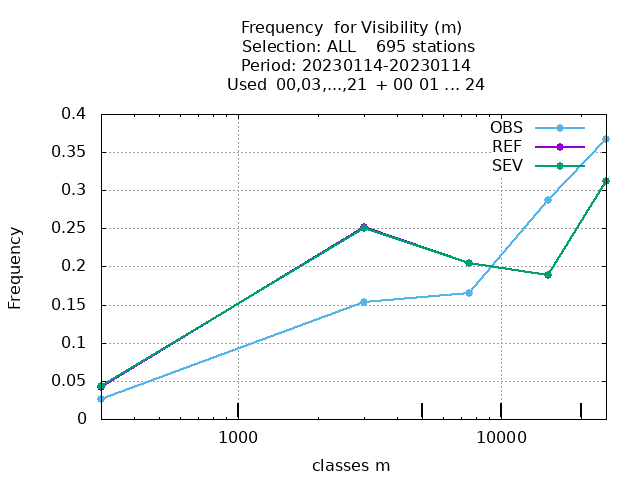 Frequency  for Visibility (m)
Selection: ALL    695 stations
Period: 20230114-20230114
Used  00,03,...,21  + 00 01 ... 24
0.4
OBS
REF
SEV
0.35
0.3
0.25
0.2
0.15
0.1
0.05
0
Frequency
1000
10000
classes m